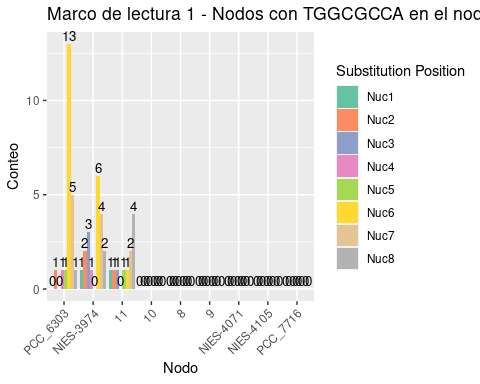 Marco de lectura 1 - Nodos con TGGCGCCA en el nod
Conteo
10
5
0
13
5
6
4
3
2
2
2
4
PCC_6303
NIES-3974
11
10
8
9
NIES-4071
NIES-4105
PCC_7716
Nodo
Substitution Position
Nuc1
Nuc2
Nuc3
Nuc4
Nuc5
Nuc6
Nuc7
Nuc8